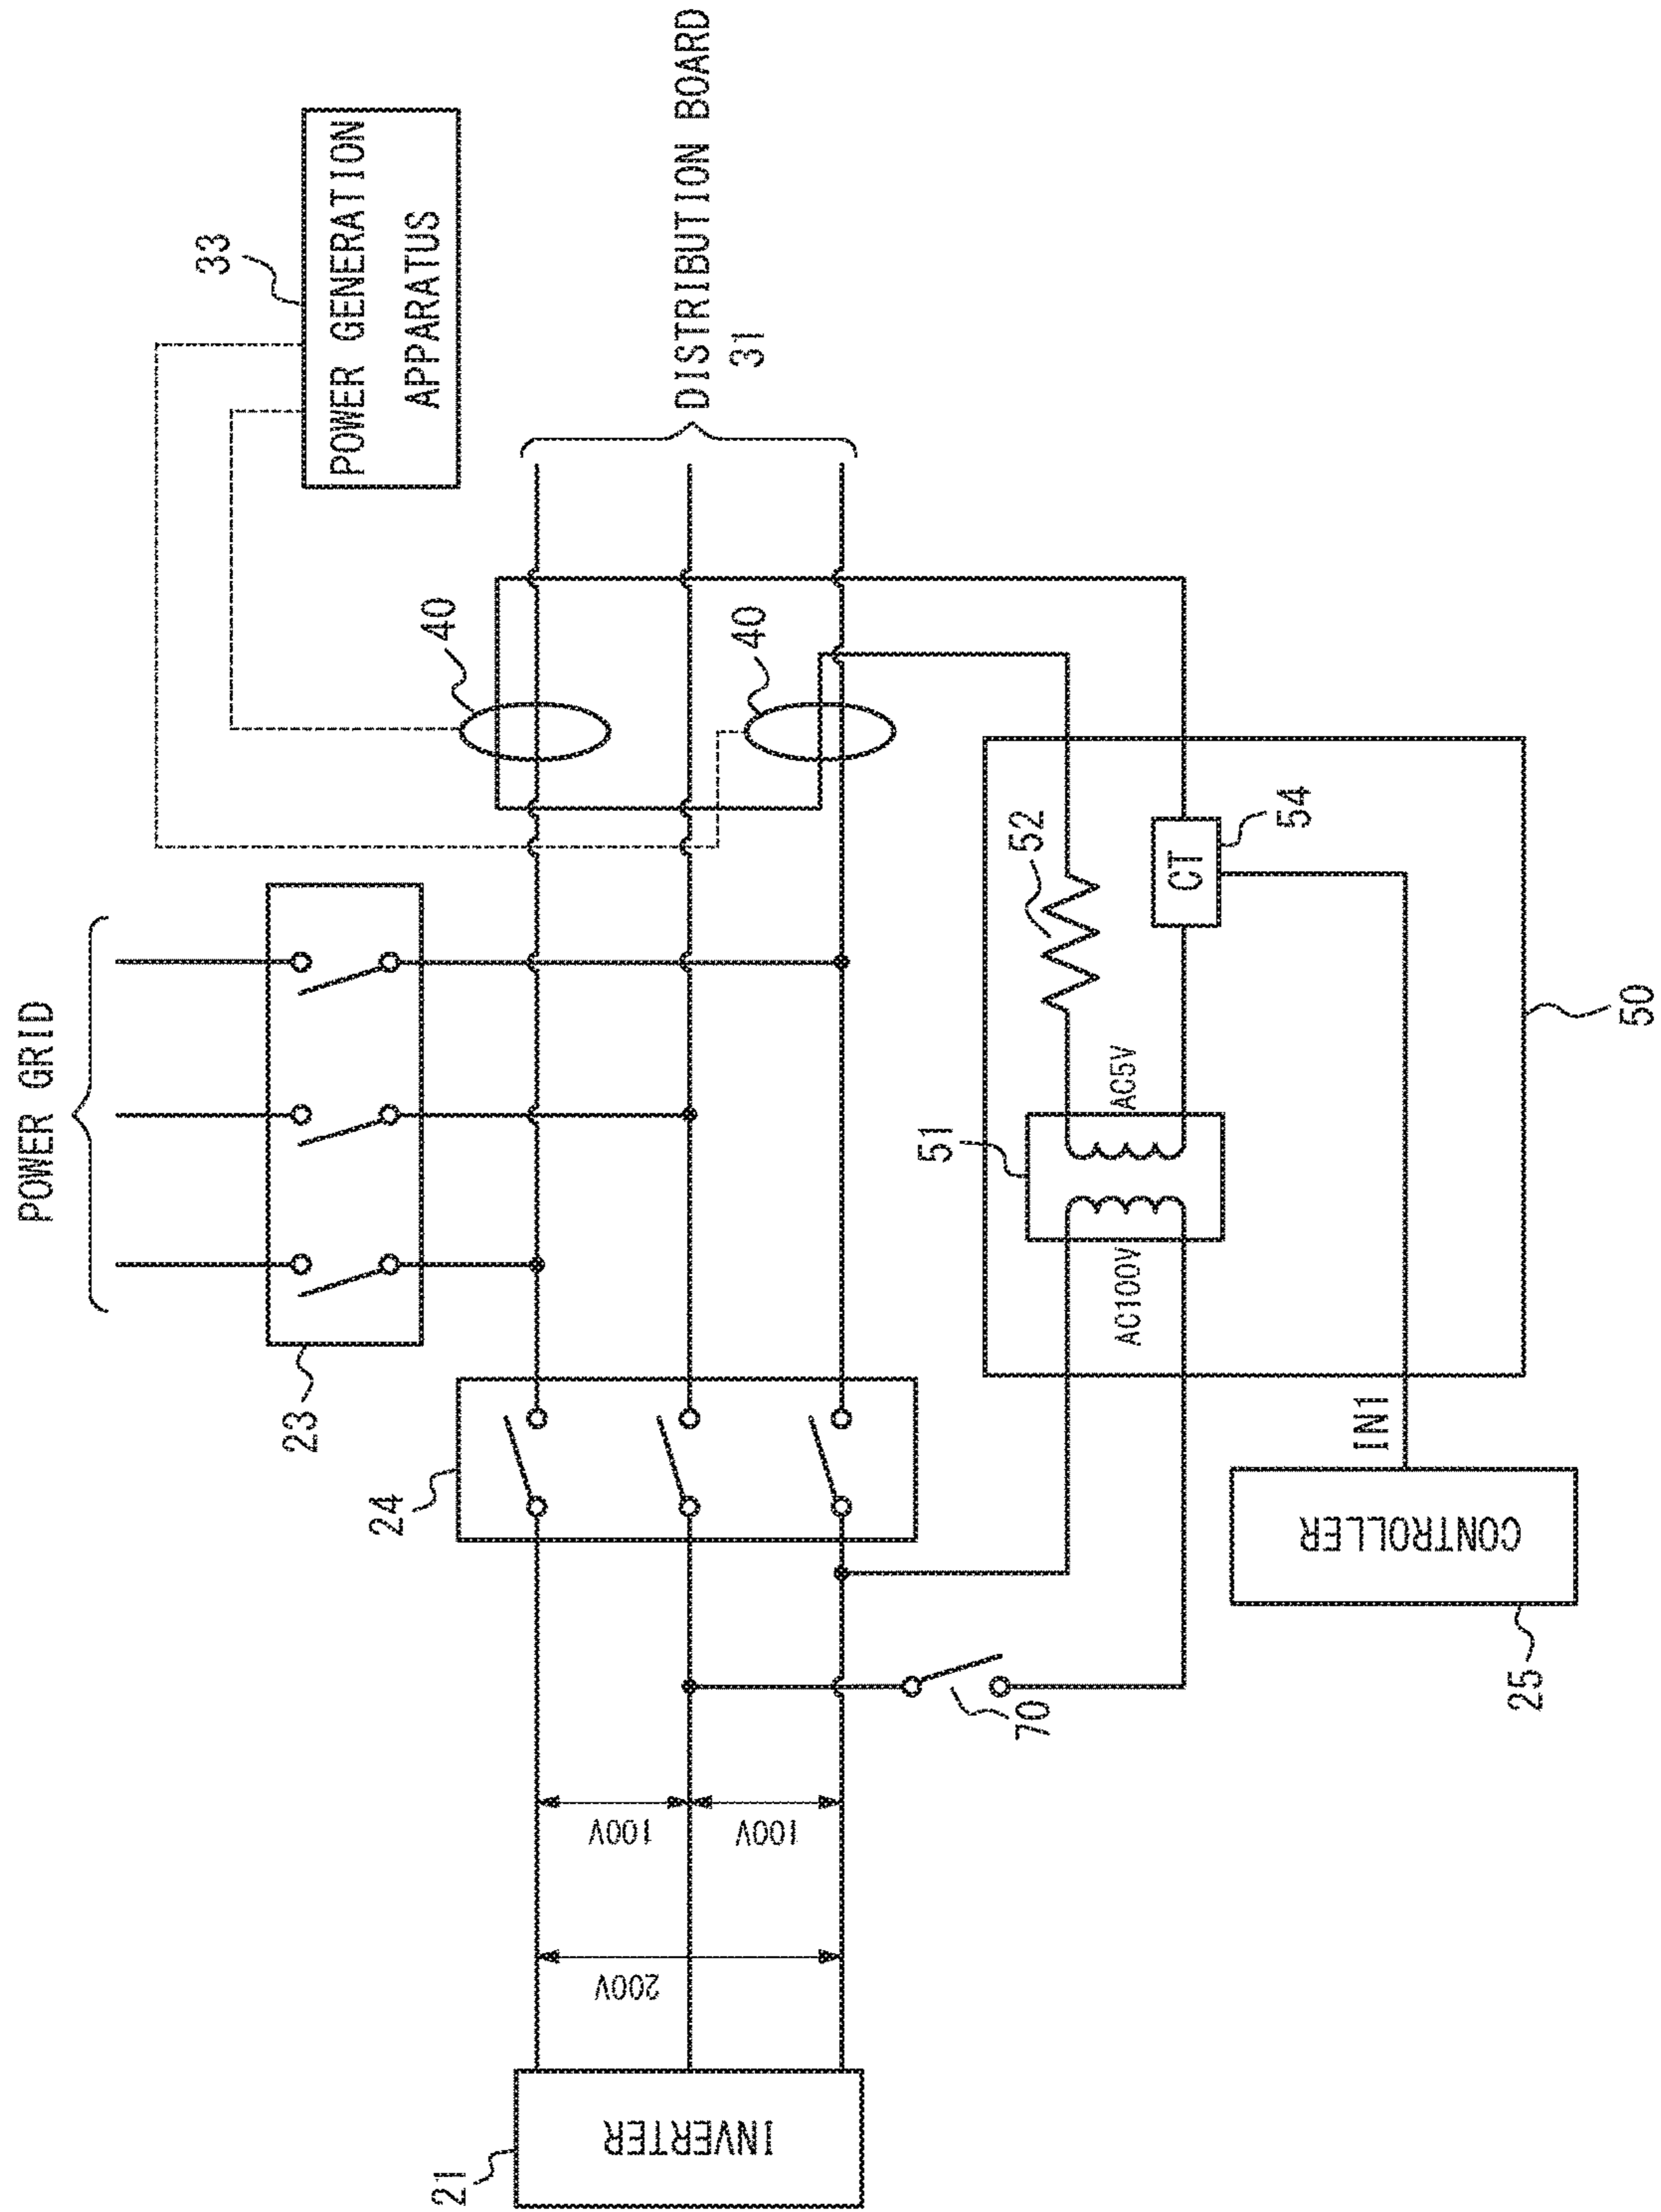 POWER GRID
33
POWER GENERATION
APPARATUS
DISTRIBUTION BOARD
31
40
40
23
24
52
54
CT
51
AC5V
AC100V
50
IN1
CONTROLLER
25
70
100V
100V
200V
INVERTER
21